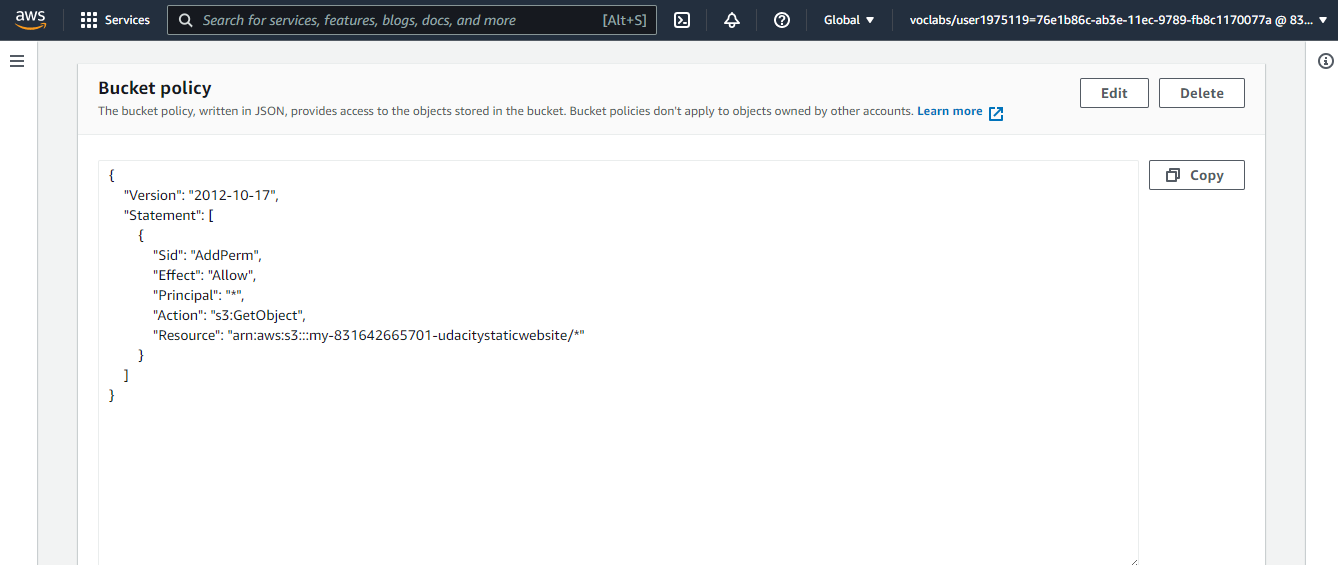 aws
Services
Search for services, features, blogs, docs, and more
[Alt+S]
Global
voclabs/user1975119=76e1b86c-ab3e-11ec-9789-fb8c1170077a @ 83...
Bucket policy
The bucket policy, written in JSON, provides access to the objects stored in the bucket. Bucket policies don't apply to objects owned by other accounts. Learn more
Edit
Delete
Copy
{
"Version": "2012-10-17",
"Statement": [
{
"Sid": "AddPerm",
"Effect": "Allow",
"Principal": "*",
"Action": "s3:GetObject",
"Resource": "arn:aws:s3:::my-831642665701-udacitystaticwebsite/*"
}
]
}